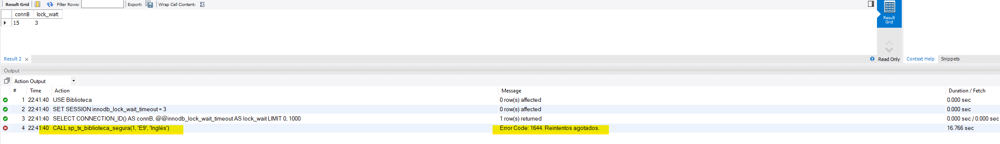 Result Grid Filter Rows: Export: Wrap Cell Content:
connB lock_wait
15 3
Result Grid
Result 2 Read Only Context Help Snippets
Output
Action Output
# Time Action Message Duration / Fetch
1 22:41:40 USE Biblioteca 0 row(s) affected 0.000 sec
2 22:41:40 SET SESSION innodb_lock_wait_timeout = 3 0 row(s) affected 0.000 sec
3 22:41:40 SELECT CONNECTION_ID() AS connB, @@innodb_lock_wait_timeout AS lock_wait LIMIT 0, 1000 1 row(s) returned 0.000 sec / 0.000 sec
4 22:41:40 CALL sp_tx_biblioteca_segura(1, 'E9', 'Inglés') Error Code: 1644. Reintentos agotados. 16.766 sec